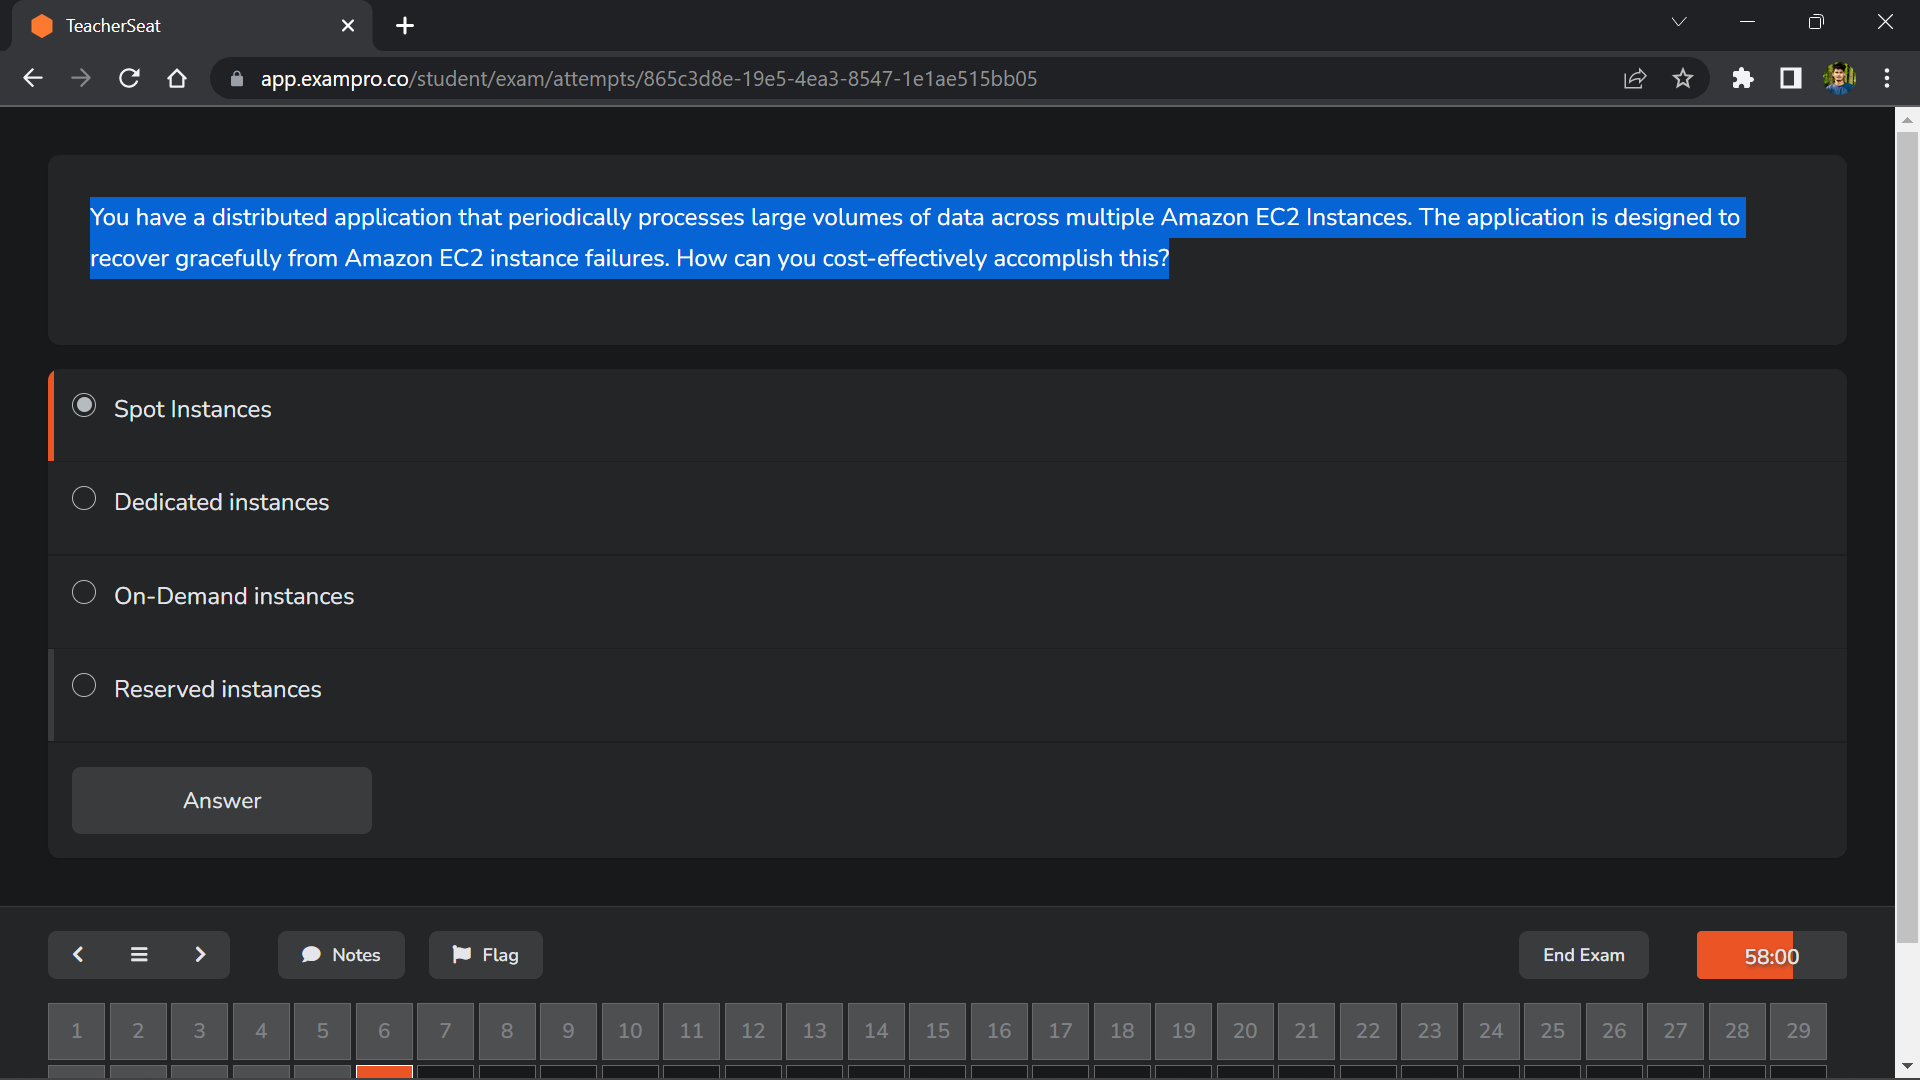 TeacherSeat
app.exampro.co/student/exam/attempts/865c3d8e-19e5-4ea3-8547-1e1ae515bb05
You have a distributed application that periodically processes large volumes of data across multiple Amazon EC2 Instances. The application is designed to
recover gracefully from Amazon EC2 instance failures. How can you cost-effectively accomplish this?
Spot Instances
Dedicated instances
On-Demand instances
Reserved instances
Answer
Notes Flag End Exam 58:00
1 2 3 4 5 6 7 8 9 10 11 12 13 14 15 16 17 18 19 20 21 22 23 24 25 26 27 28 29